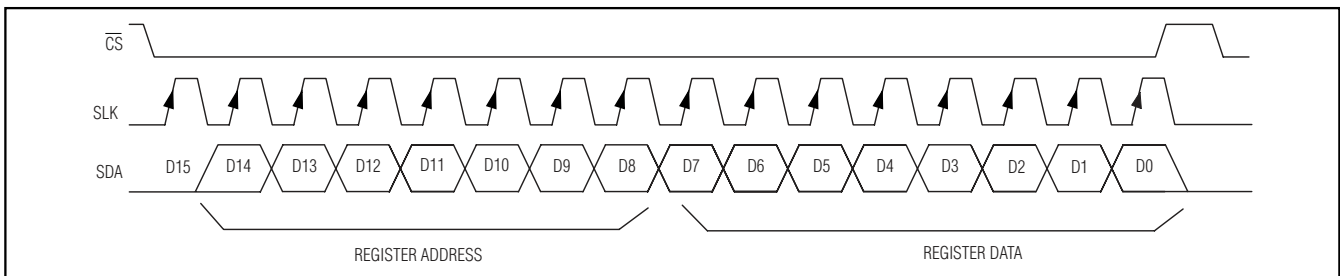 CS
SLK
SDA D15 D14 D13 D12 D11 D10 D9 D8 D7 D6 D5 D4 D3 D2 D1 D0
REGISTER ADDRESS REGISTER DATA